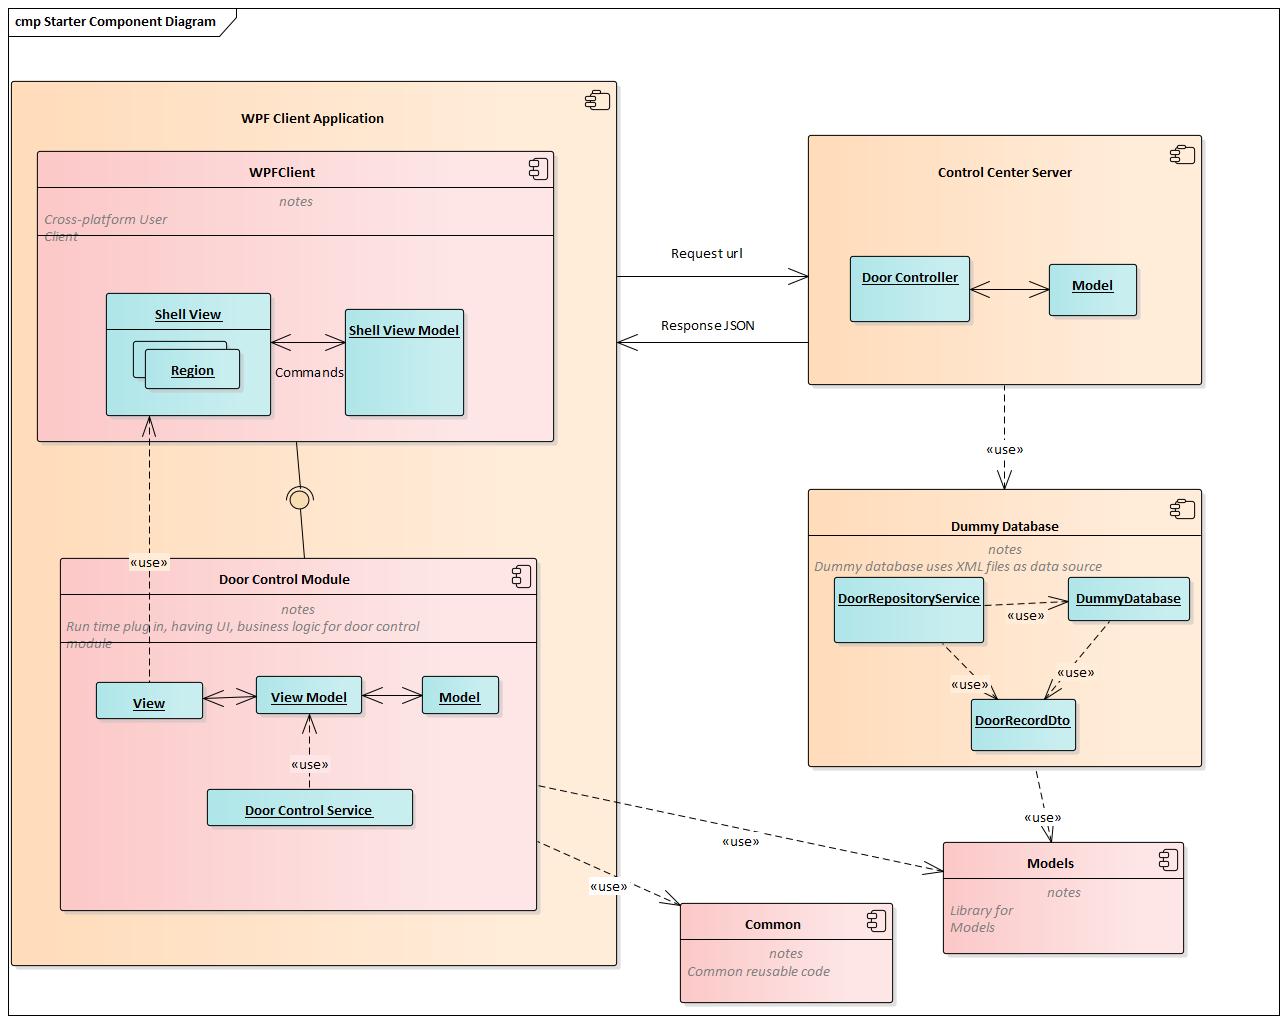 cmp Starter Component Diagram
WPF Client Application
WPFClient
notes
Cross-platform User
Client
Shell View
Region
Commands
Shell View Model
«use»
Door Control Module
notes
Run time plug in, having UI, business logic for door control
module
View
View Model
Model
«use»
Door Control Service
Request url
Response JSON
Control Center Server
Door Controller
Model
«use»
Dummy Database
notes
Dummy database uses XML files as data source
DoorRepositoryService
«use»
DummyDatabase
«use»
«use»
DoorRecordDto
«use»
«use»
«use»
Models
notes
Library for
Models
Common
notes
Common reusable code